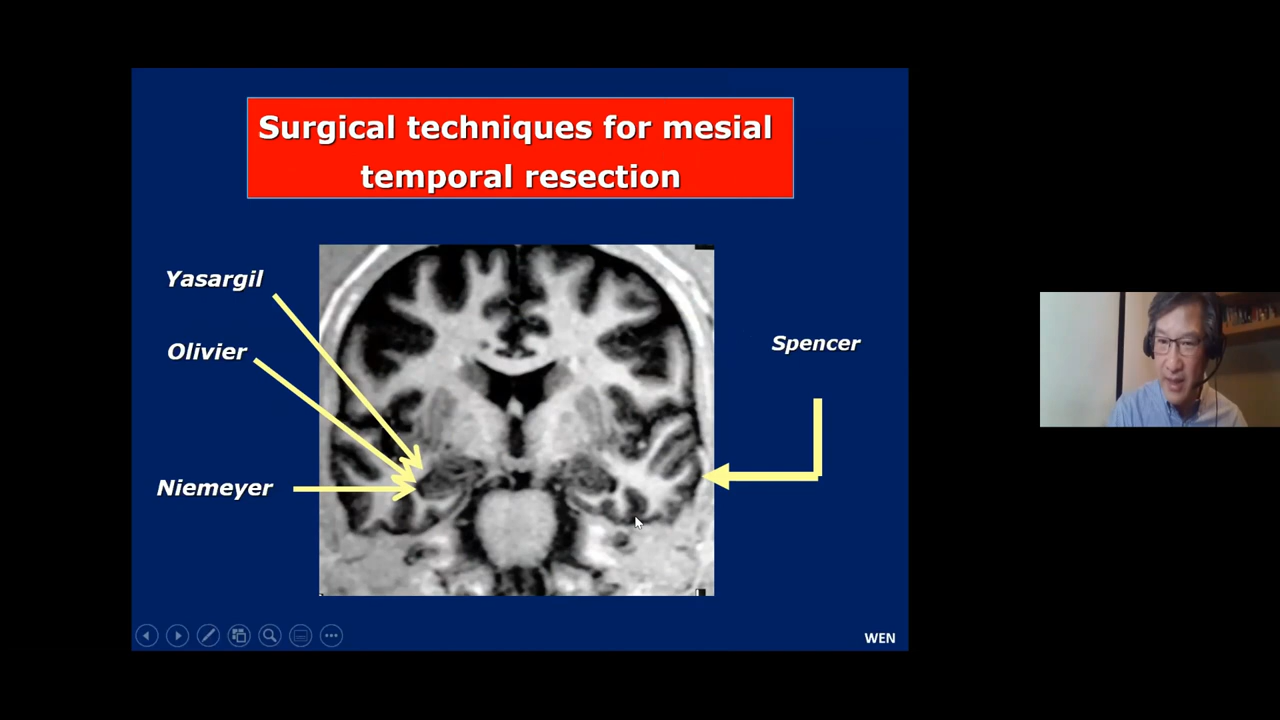 Surgical techniques for mesial
temporal resection
Yasargil
Olivier
Niemeyer
Spencer
WEN